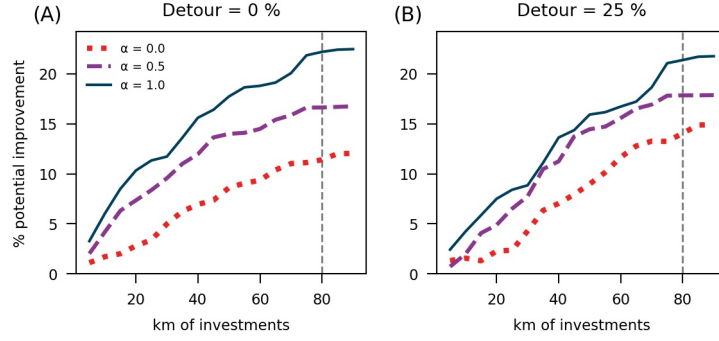 (A) Detour = 0 %
α = 0.0
α = 0.5
α = 1.0
% potential improvement
20
15
10
5
0
20 40 60 80
km of investments
(B) Detour = 25 %
20
15
10
5
0
20 40 60 80
km of investments